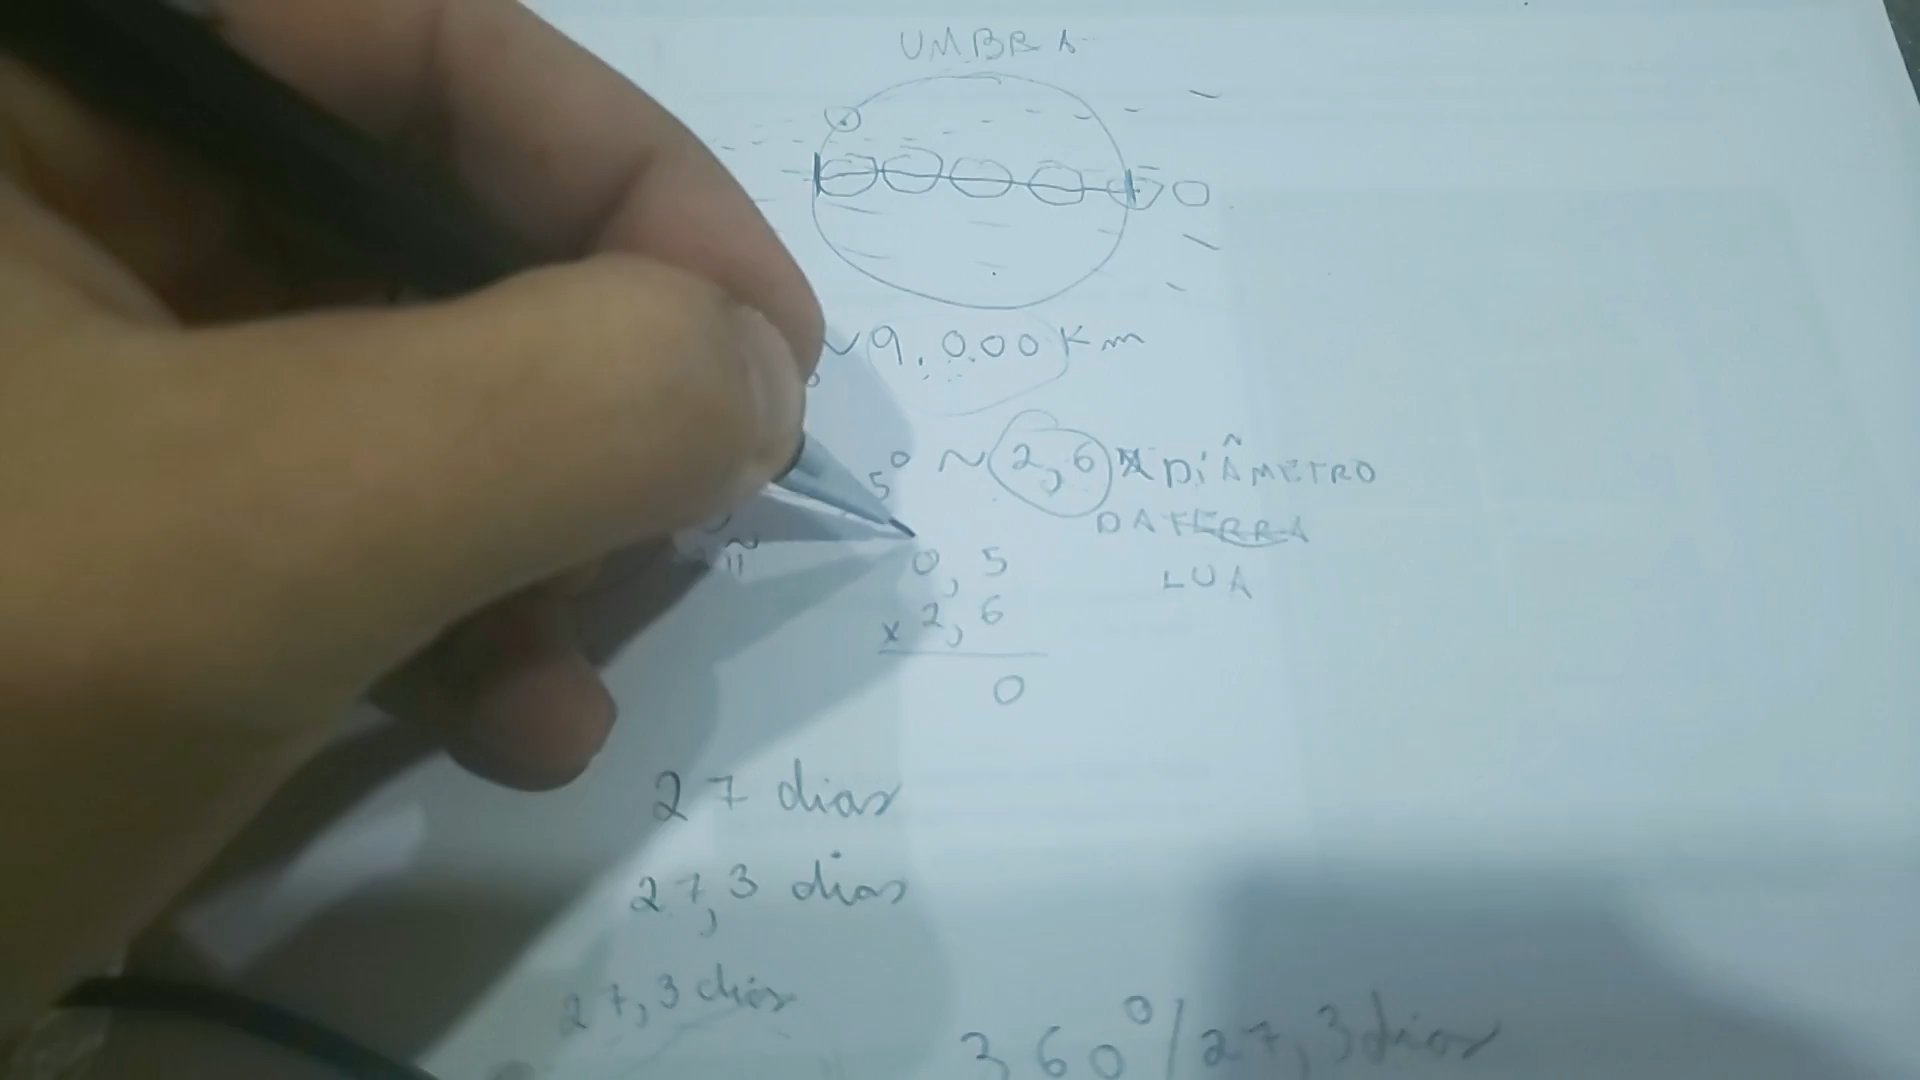 UMBRA
~9.000 Km
5° ~ 2,6 x DIÂMETRO
DA TERRA
LUA
0,5
x 2,6
0
27 dias
27,3 dias
27,3 dias
360°/27,3 dias